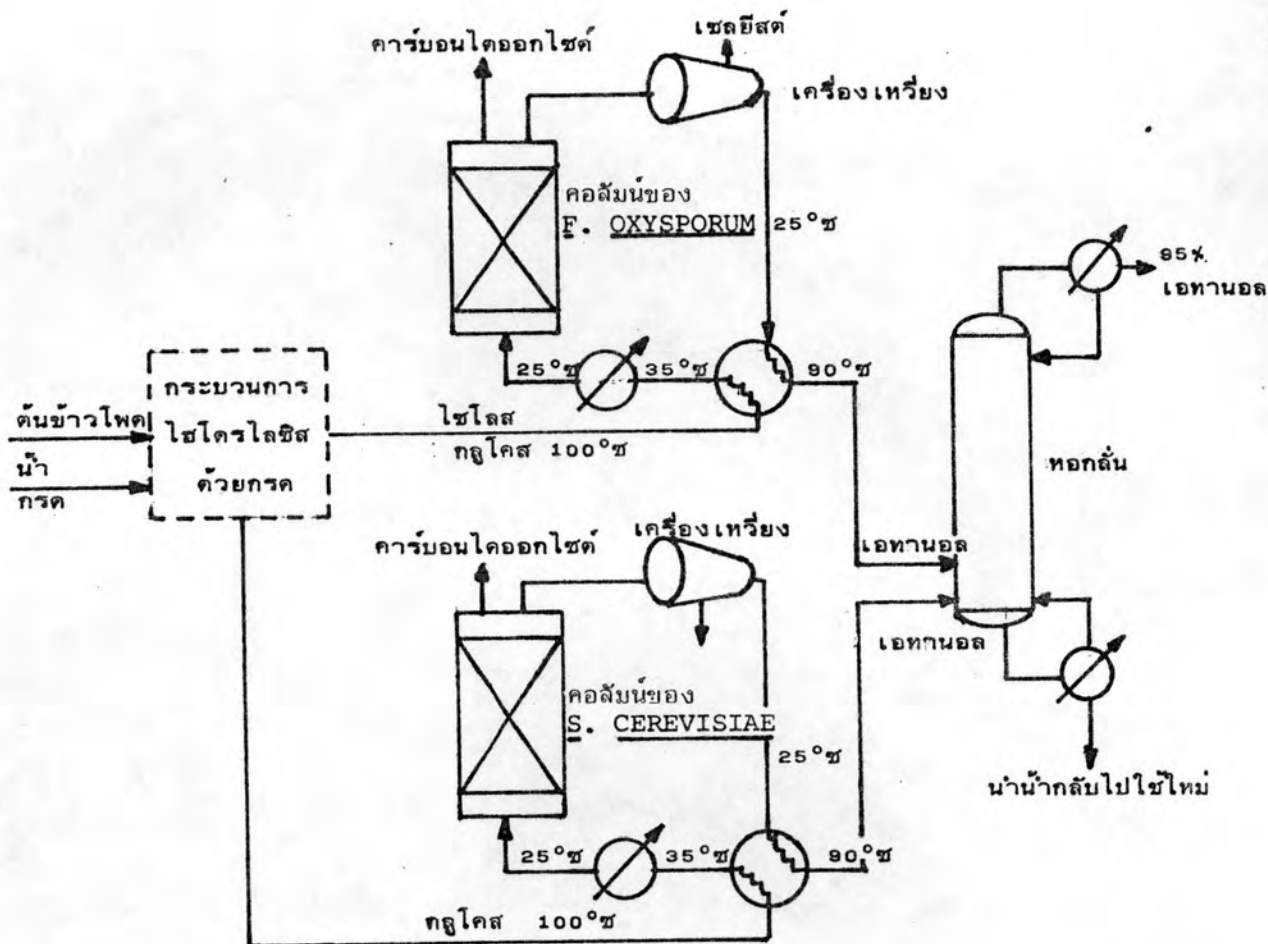 คาร์บอนไดออกไซด์
เซลยีสต์
เครื่องเหวี่ยง
คอลัมน์ของ
F. OXYSPORUM
25°ซ
95%
เอทานอล
25°ซ
35°ซ
90°ซ
กระบวนการ
ไฮโดรไลซิส
ด้วยกรด
ต้นข้าวโพด
น้ำ
กรด
ไซโลส
กลูโคส 100°ซ
หอกลั่น
คาร์บอนไดออกไซด์
เครื่องเหวี่ยง
เอทานอล
เอทานอล
คอลัมน์ของ
S. CEREVISIAE
25°ซ
นำน้ำกลับไปใช้ใหม่
25°ซ
35°ซ
90°ซ
กลูโคส 100°ซ